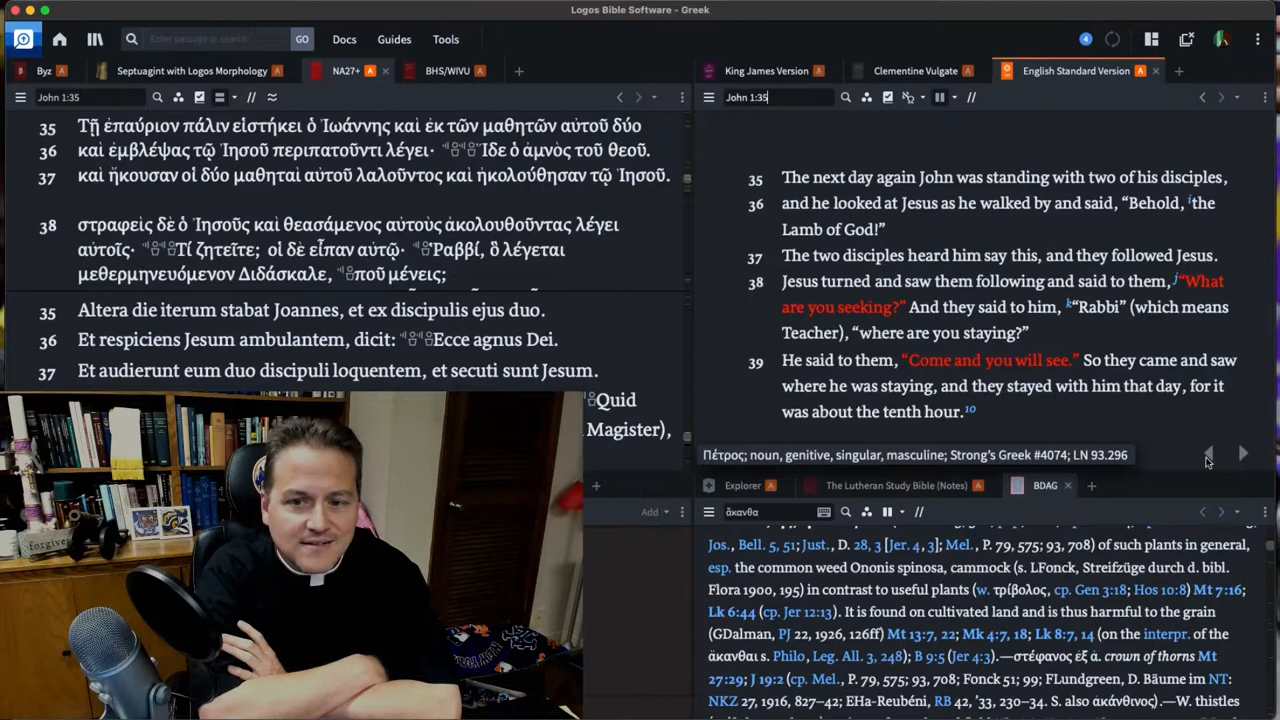 Logos Bible Software - Greek
GO
Docs
Guides
Tools
4
Byz
A
Septuagint with Logos Morphology
A
NA27+
A
BHS/WIVU
A
John 1:35
35 Τῇ ἐπαύριον πάλιν εἱστήκει ὁ Ἰωάννης καὶ ἐκ τῶν μαθητῶν αὐτοῦ δύο
36 καὶ ἐμβλέψας τῷ Ἰησοῦ περιπατοῦντι λέγει· Ἴδε ὁ ἀμνὸς τοῦ θεοῦ.
37 καὶ ἤκουσαν οἱ δύο μαθηταὶ αὐτοῦ λαλοῦντος καὶ ἠκολούθησαν τῷ Ἰησοῦ.
38 στραφεὶς δὲ ὁ Ἰησοῦς καὶ θεασάμενος αὐτοὺς ἀκολουθοῦντας λέγει
αὐτοῖς· Τί ζητεῖτε; οἱ δὲ εἶπαν αὐτῷ· Ῥαββί, ὃ λέγεται
μεθερμηνευόμενον Διδάσκαλε, ποῦ μένεις;
35 Altera die iterum stabat Joannes, et ex discipulis ejus duo.
36 Et respiciens Jesum ambulantem, dicit: Ecce agnus Dei.
37 Et audierunt eum duo discipuli loquentem, et secuti sunt Jesum.
Quid
Magister),
Add
King James Version
A
Clementine Vulgate
A
English Standard Version
A
John 1:35
35 The next day again John was standing with two of his disciples,
36 and he looked at Jesus as he walked by and said, “Behold, i the
Lamb of God!”
37 The two disciples heard him say this, and they followed Jesus.
38 Jesus turned and saw them following and said to them, j “What
are you seeking?” And they said to him, k “Rabbi” (which means
Teacher), “where are you staying?”
39 He said to them, “Come and you will see.” So they came and saw
where he was staying, and they stayed with him that day, for it
was about the tenth hour.10
Πέτρος; noun, genitive, singular, masculine; Strong's Greek #4074; LN 93.296
Explorer
A
The Lutheran Study Bible (Notes)
A
BDAG
ἄκανθα
Jos., Bell. 5, 51; Just., D. 28, 3 [Jer. 4, 3]; Mel., P. 79, 575; 93, 708) of such plants in general,
esp. the common weed Ononis spinosa, cammock (s. LFonck, Streifzüge durch d. bibl.
Flora 1900, 195) in contrast to useful plants (w. τρίβολος, cp. Gen 3:18; Hos 10:8) Mt 7:16;
Lk 6:44 (cp. Jer 12:13). It is found on cultivated land and is thus harmful to the grain
(GDalman, PJ 22, 1926, 126ff) Mt 13:7, 22; Mk 4:7, 18; Lk 8:7, 14 (on the interpr. of the
ἄκανθαι s. Philo, Leg. All. 3, 248); B 9:5 (Jer 4:3).—στέφανος ἐξ ἀ. crown of thorns Mt
27:29; J 19:2 (cp. Mel., P. 79, 575; 93, 708; Fonck 51; 99; FLundgreen, D. Bäume im NT:
NKZ 27, 1916, 827–42; EHa-Reubéni, RB 42, ’33, 230–34. S. also ἀκάνθινος).—W. thistles
forgive